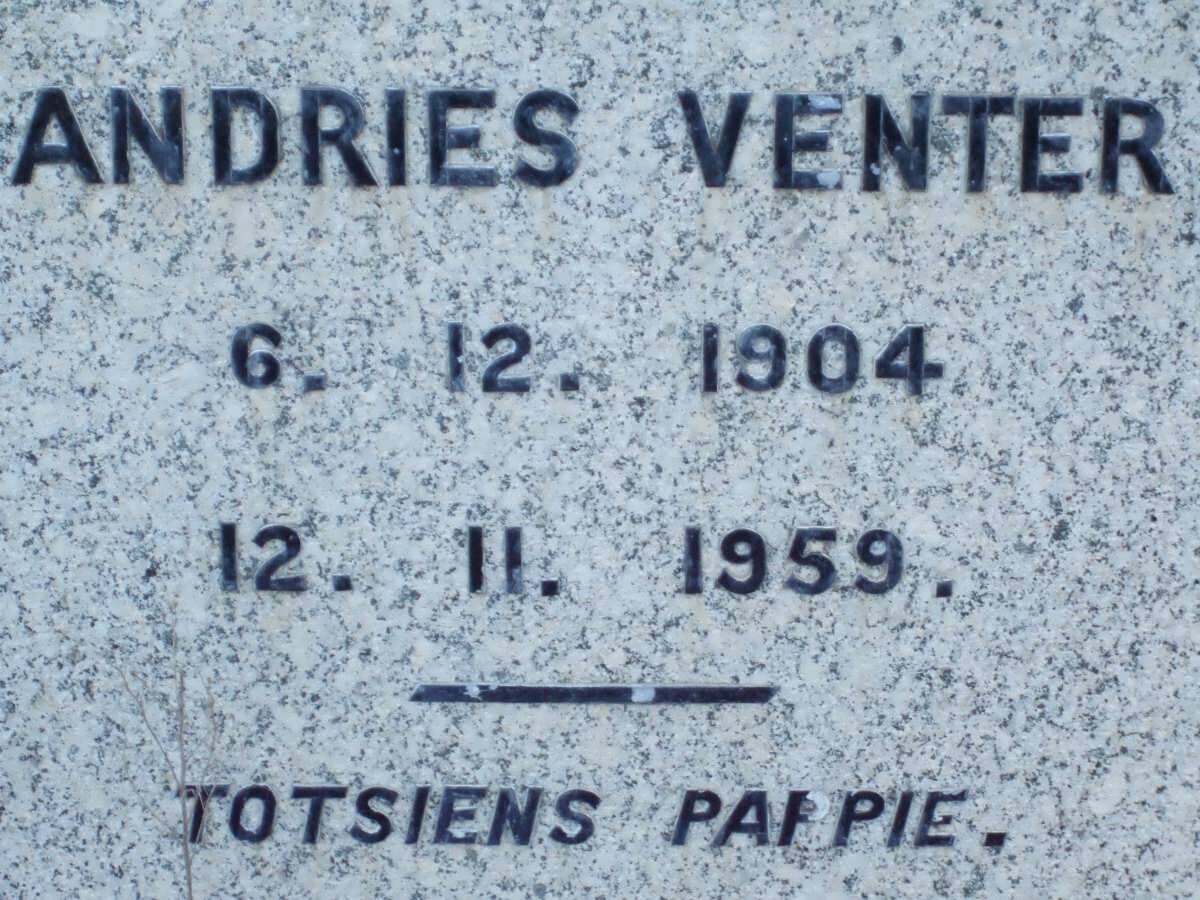 ANDRIES VENTER
6. 12. 1904
12. 11. 1959.
TOTSIENS PAPPIE.